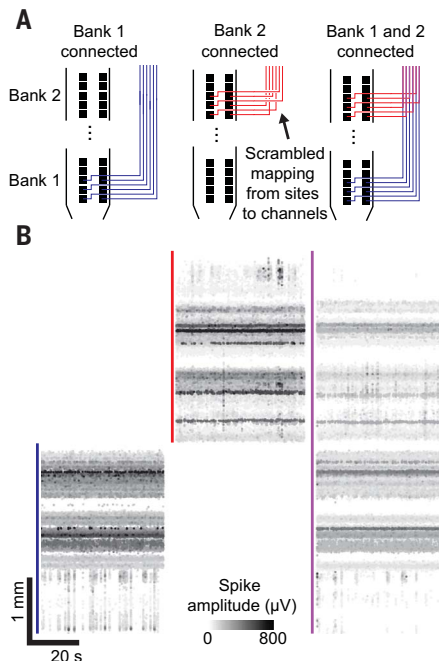 A
Bank 1
connected
Bank 2
connected
Bank 1 and 2
connected
Bank 2
...
Bank 1
...
...
Scrambled
mapping
from sites
to channels
B
1 mm
20 s
Spike
amplitude (µV)
0 800